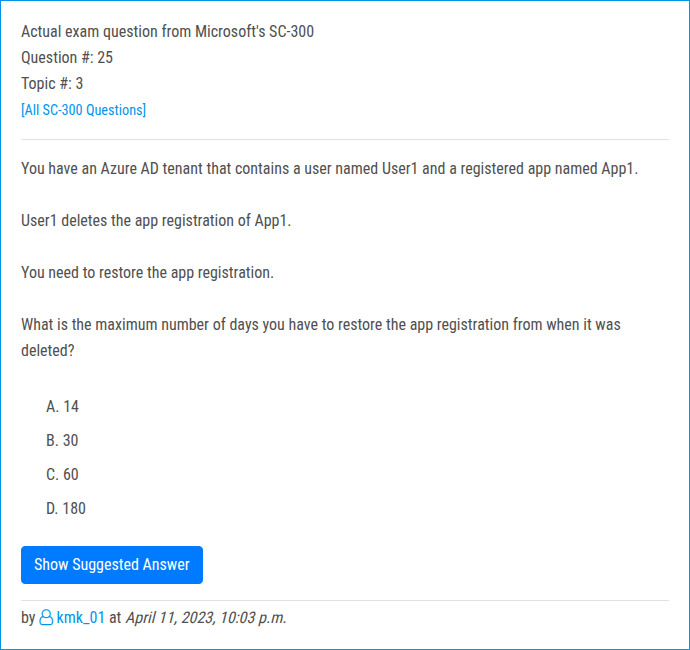 Actual exam question from Microsoft's SC-300
Question #: 25
Topic #: 3
[All SC-300 Questions]
You have an Azure AD tenant that contains a user named User1 and a registered app named App1.
User1 deletes the app registration of App1.
You need to restore the app registration.
What is the maximum number of days you have to restore the app registration from when it was
deleted?
A. 14
B. 30
C. 60
D. 180
Show Suggested Answer
by kmk_01 at April 11, 2023, 10:03 p.m.